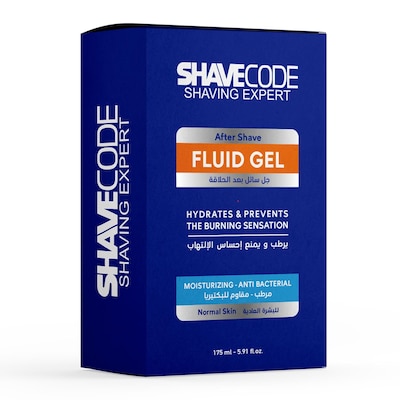 SHAVECODE
SHAVING EXPERT
After Shave
FLUID GEL
جل سائل بعد الحلاقة
HYDRATES & PREVENTS
THE BURNING SENSATION
يرطب و يمنع إحساس الإلتهاب
MOISTURIZING - ANTI BACTERIAL
مرطب - مقاوم للبكتيريا
Normal Skin للبشرة العادية
175 ml - 5.91 fl.oz.
SHAVECODE
SHAVING EXPERT